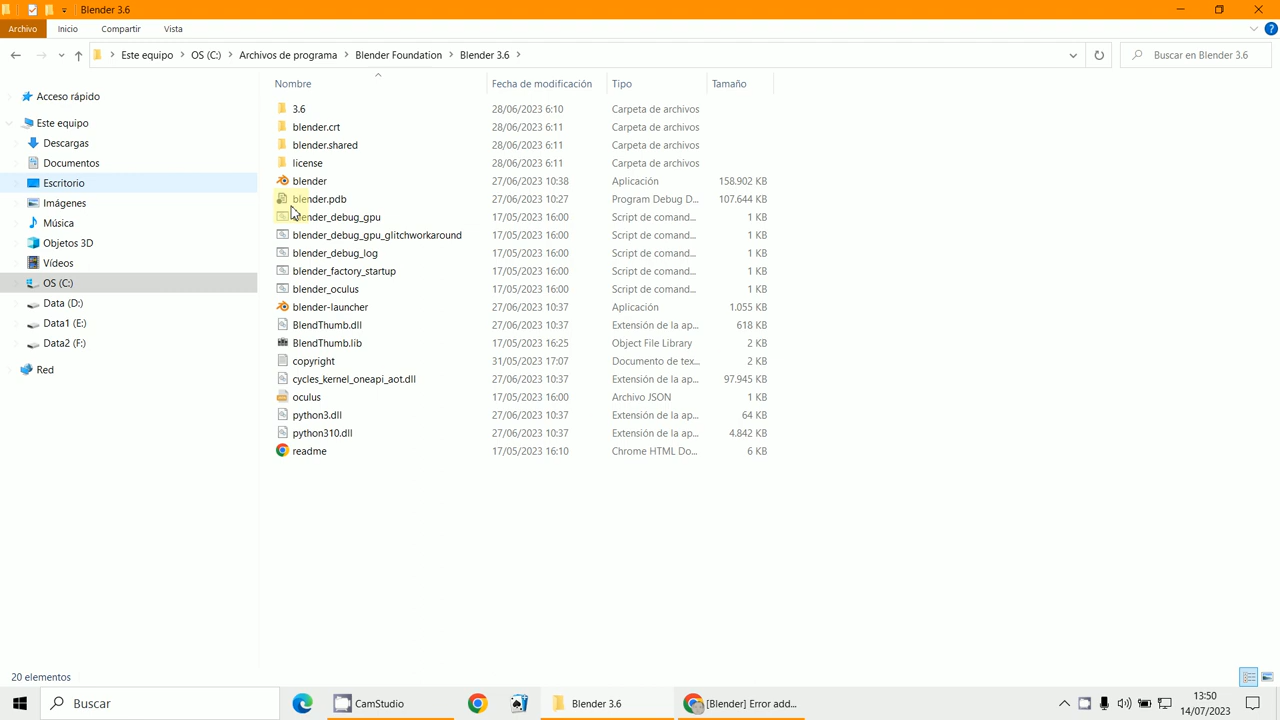 Blender 3.6
Archivo Inicio Compartir Vista
Este equipo OS (C:) Archivos de programa Blender Foundation Blender 3.6 Buscar en Blender 3.6
Nombre Fecha de modificación Tipo Tamaño
Acceso rápido
Este equipo
Descargas
Documentos
Escritorio
Imágenes
Música
Objetos 3D
Vídeos
OS (C:)
Data (D:)
Data1 (E:)
Data2 (F:)
Red
3.6 28/06/2023 6:10 Carpeta de archivos
blender.crt 28/06/2023 6:11 Carpeta de archivos
blender.shared 28/06/2023 6:11 Carpeta de archivos
license 28/06/2023 6:11 Carpeta de archivos
blender 27/06/2023 10:38 Aplicación 158.902 KB
blender.pdb 27/06/2023 10:27 Program Debug D... 107.644 KB
blender_debug_gpu 17/05/2023 16:00 Script de comand... 1 KB
blender_debug_gpu_glitchworkaround 17/05/2023 16:00 Script de comand... 1 KB
blender_debug_log 17/05/2023 16:00 Script de comand... 1 KB
blender_factory_startup 17/05/2023 16:00 Script de comand... 1 KB
blender_oculus 17/05/2023 16:00 Script de comand... 1 KB
blender-launcher 27/06/2023 10:37 Aplicación 1.055 KB
BlendThumb.dll 27/06/2023 10:37 Extensión de la ap... 618 KB
BlendThumb.lib 17/05/2023 16:25 Object File Library 2 KB
copyright 31/05/2023 17:07 Documento de tex... 2 KB
cycles_kernel_oneapi_aot.dll 27/06/2023 10:37 Extensión de la ap... 97.945 KB
oculus 17/05/2023 16:00 Archivo JSON 1 KB
python3.dll 27/06/2023 10:37 Extensión de la ap... 64 KB
python310.dll 27/06/2023 10:37 Extensión de la ap... 4.842 KB
readme 17/05/2023 16:10 Chrome HTML Do... 6 KB
20 elementos
Buscar CamStudio Blender 3.6 [Blender] Error add... 13:50
14/07/2023